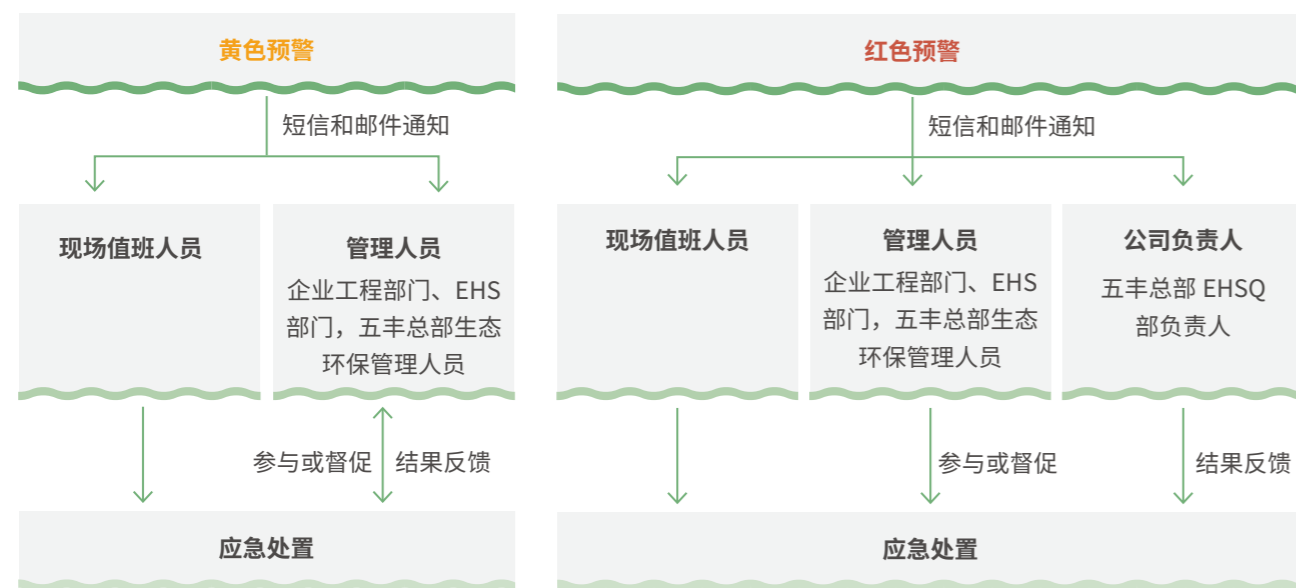 黄色预警
短信和邮件通知
现场值班人员
管理人员
企业工程部门、EHS
部门，五丰总部生态
环保管理人员
参与或督促
结果反馈
应急处置
红色预警
短信和邮件通知
现场值班人员
管理人员
企业工程部门、EHS
部门，五丰总部生态
环保管理人员
公司负责人
五丰总部 EHSQ
部负责人
参与或督促
结果反馈
应急处置